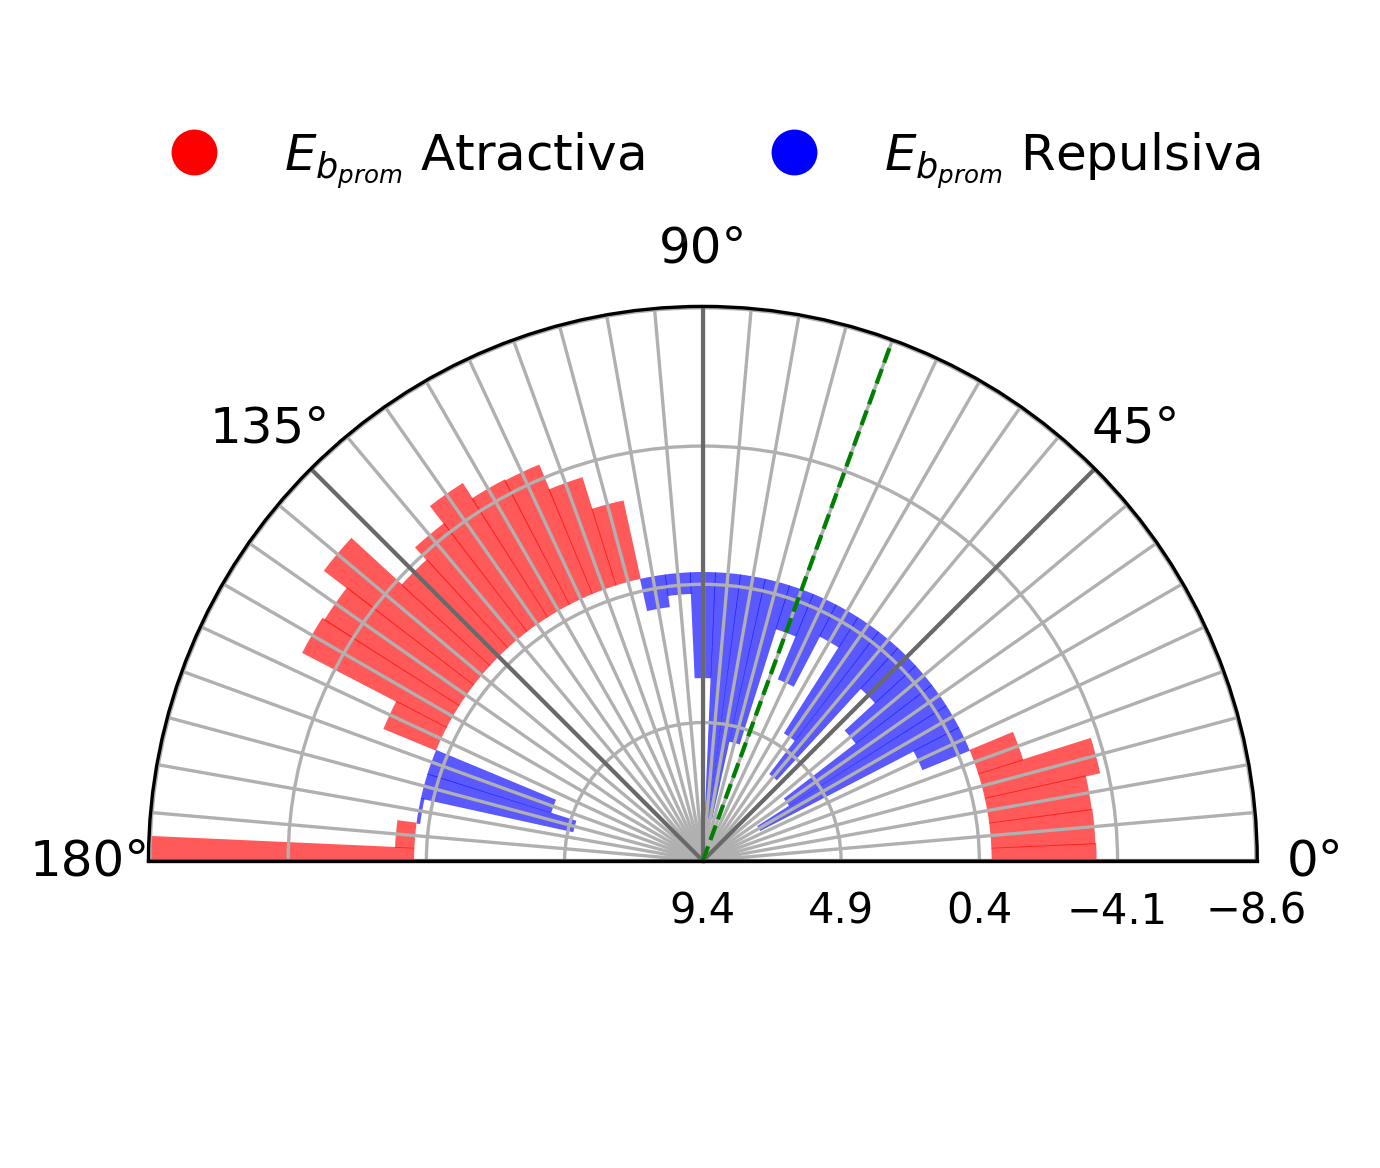 E_{b_{prom}} Atractiva E_{b_{prom}} Repulsiva
90°
135° 45°
180° 0°
9.4 4.9 0.4 −4.1 −8.6